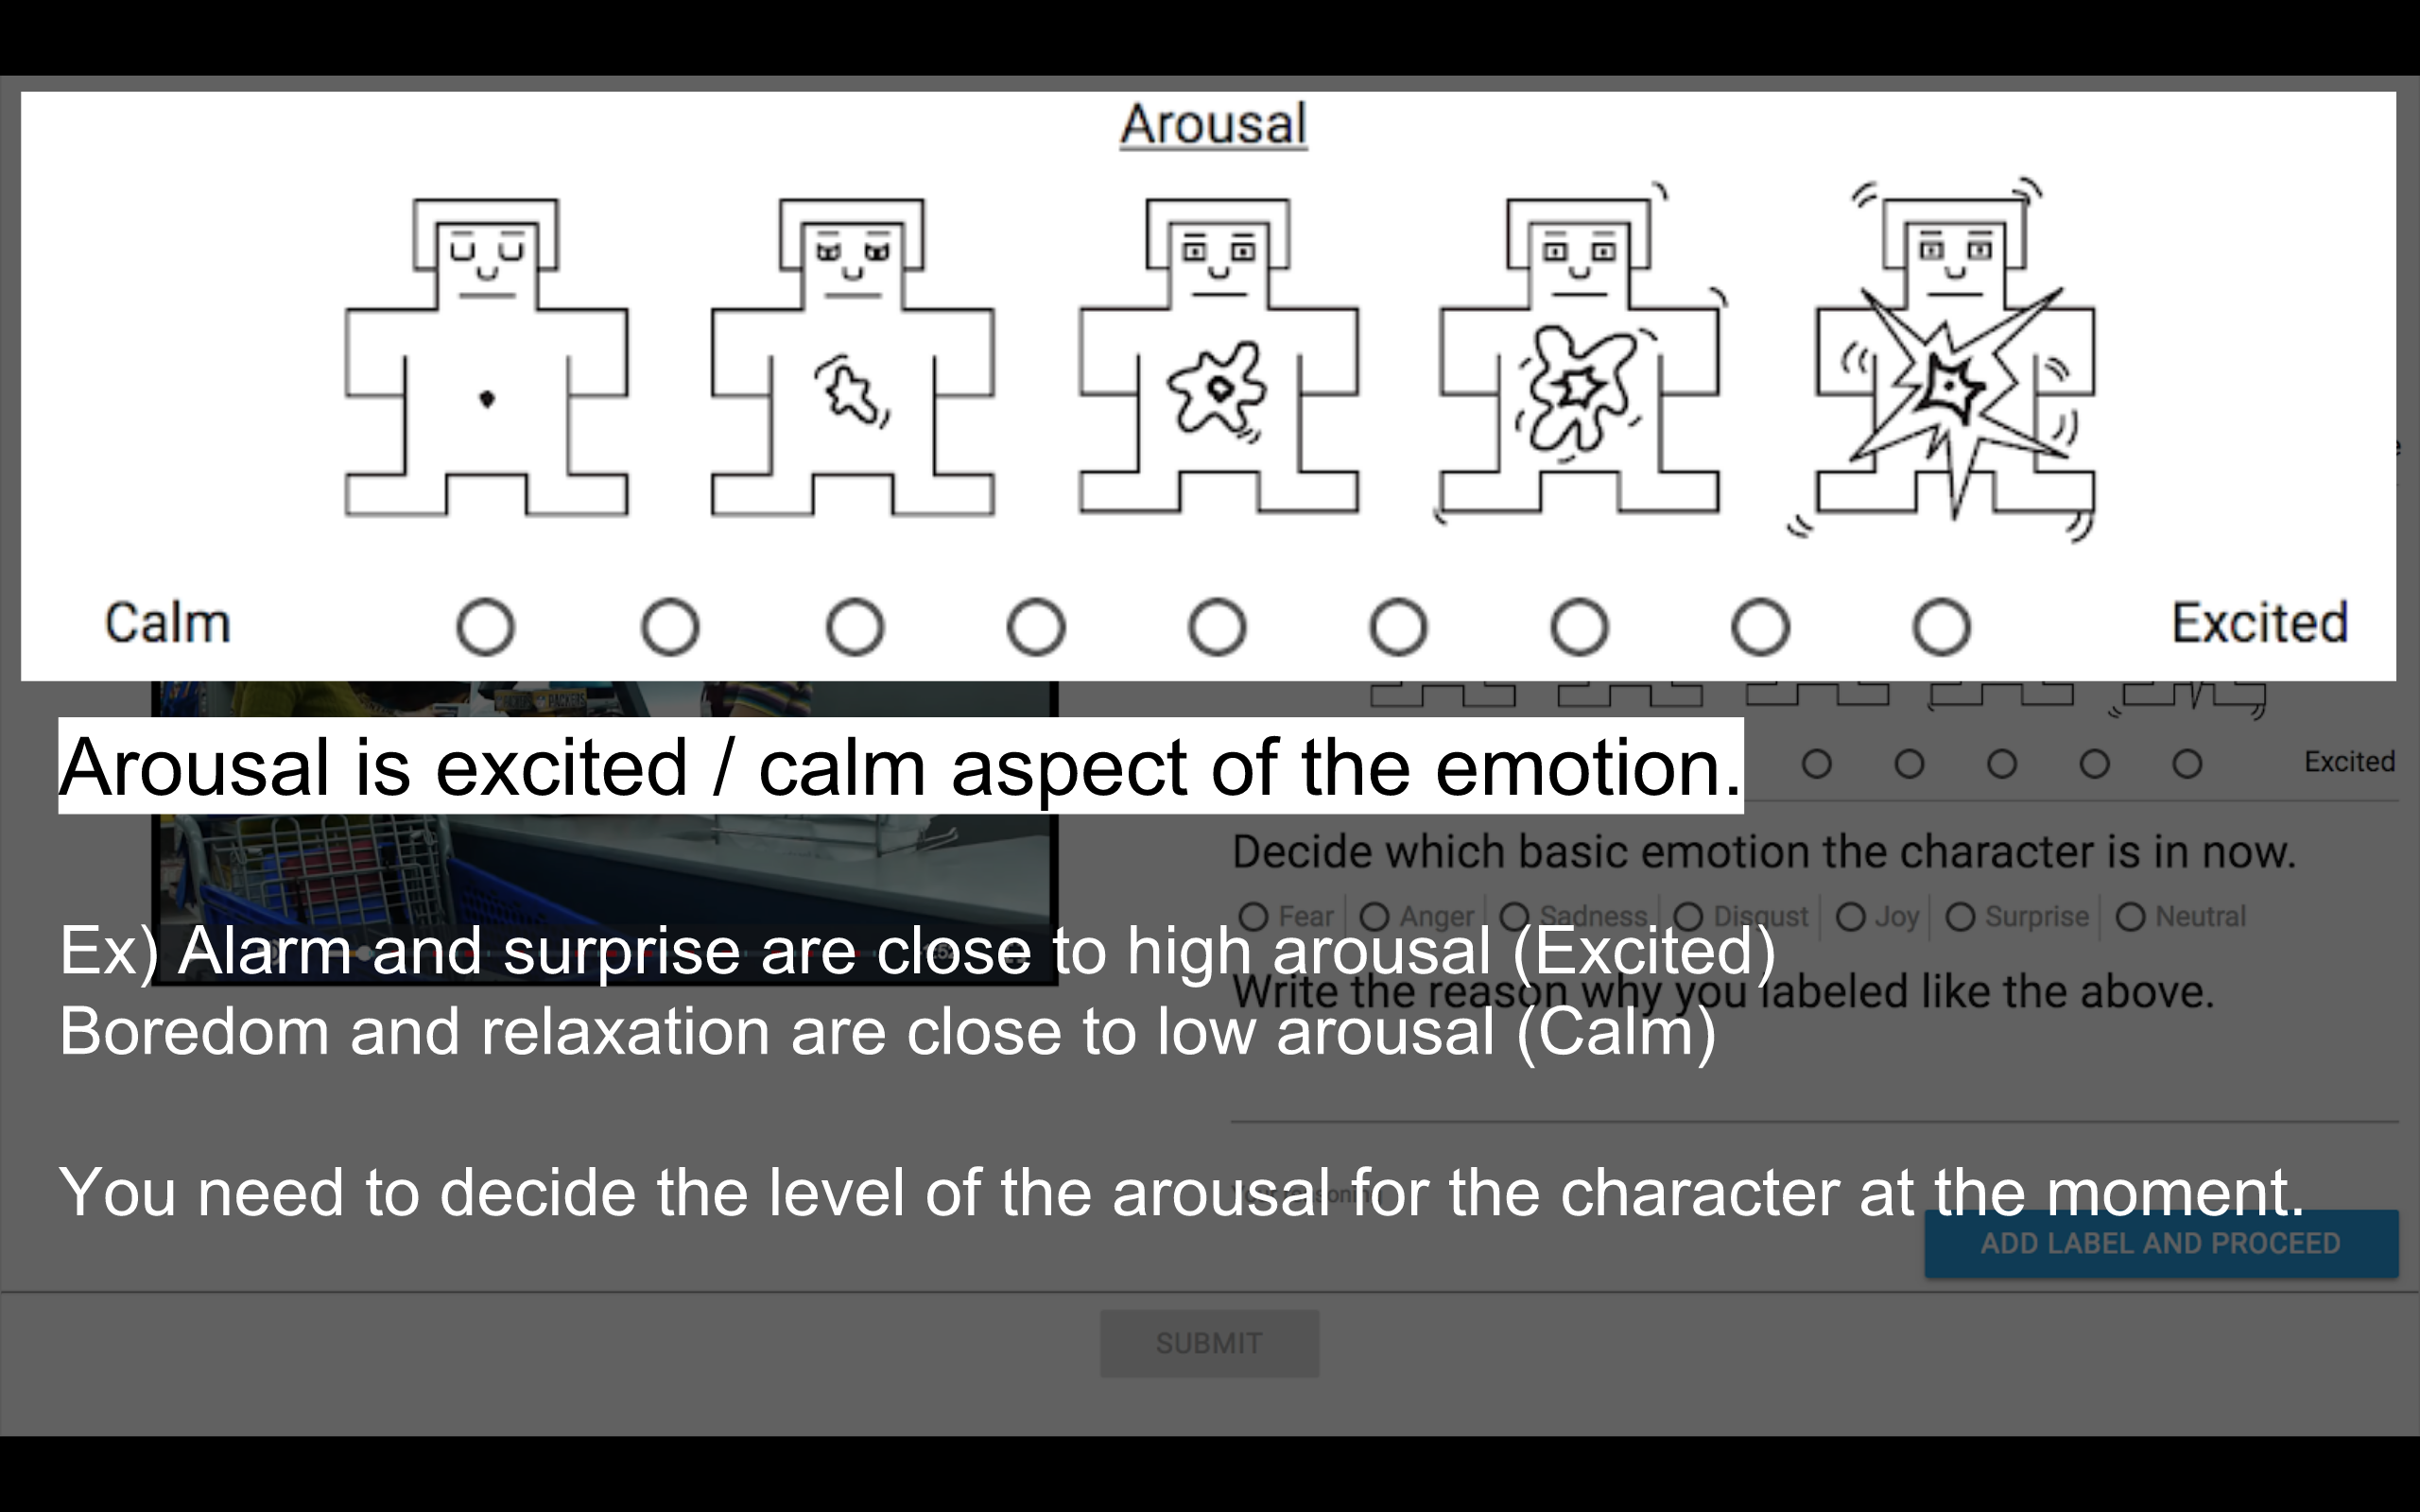 Arousal
Calm
Excited
Arousal is excited / calm aspect of the emotion.
Excited
Decide which basic emotion the character is in now.
Fear
Anger
Sadness
Disgust
Joy
Surprise
Neutral
Ex) Alarm and surprise are close to high arousal (Excited)
Write the reason why you labeled like the above.
Boredom and relaxation are close to low arousal (Calm)
You need to decide the level of the arousal for the character at the moment.
ADD LABEL AND PROCEED
SUBMIT